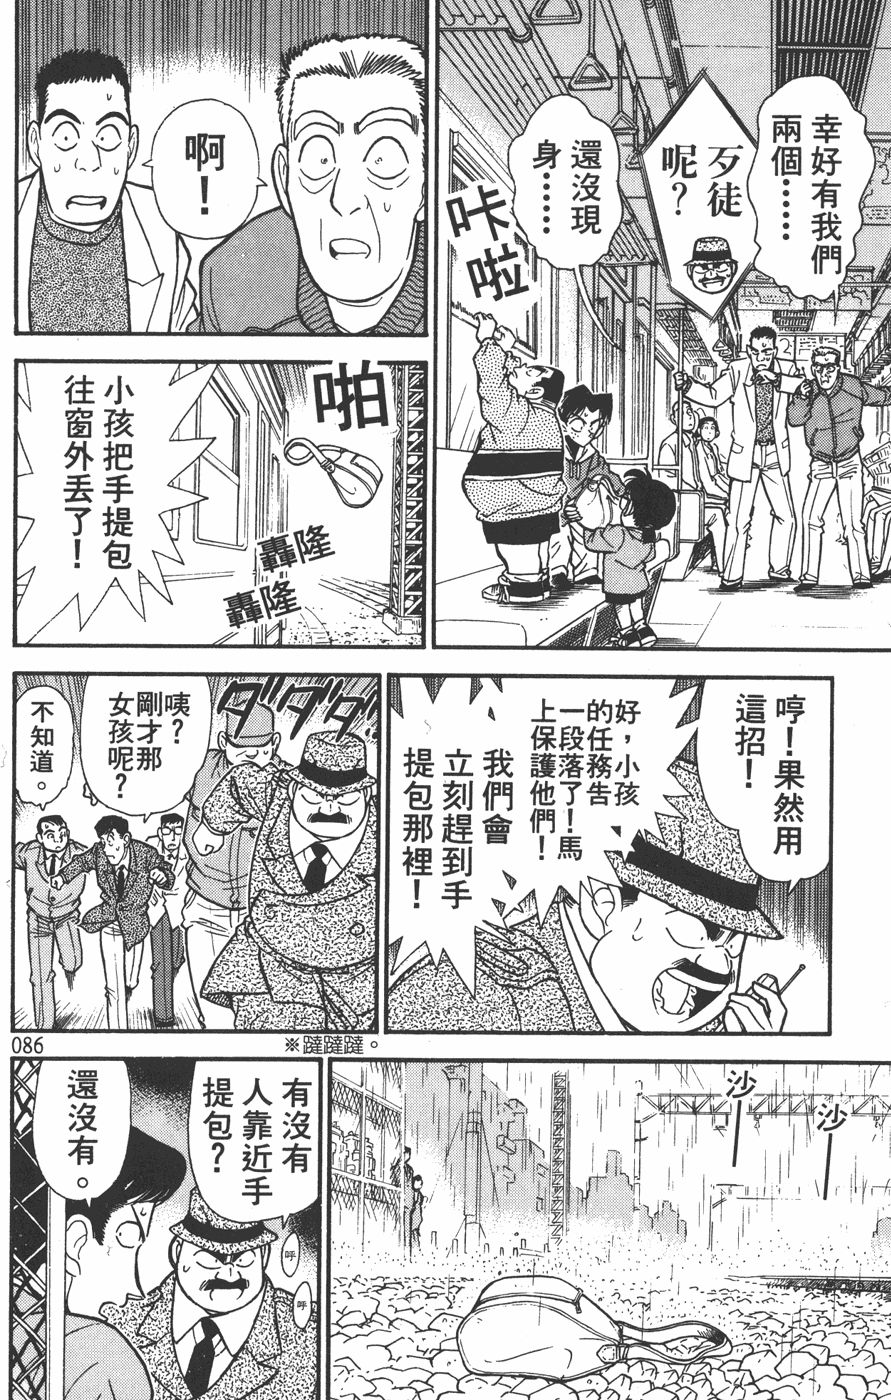 幸好有我們
兩個⋯⋯
歹徒
呢？
還沒現
身⋯⋯
咔啦
啊！
啪
小孩把手提包
往窗外丟了！
轟隆
轟隆
哼！果然用
這招！
好，小孩
的任務告
一段落了！馬
上保護他們！
我們會
立刻趕到手
提包那裡！
ダダダッ
咦？
剛才那
女孩呢？
不知道。
086
※躂躂躂。
沙
沙
有沒有
人靠近手
提包？
呼
呼
還沒有。